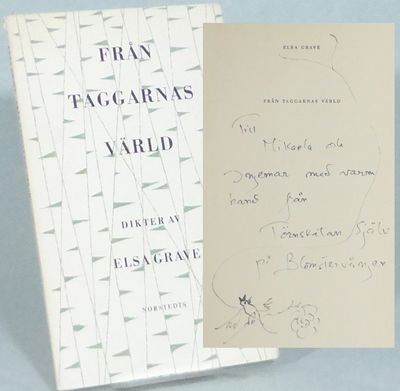 FRÅN
TAGGARNAS
VÄRLD
DIKTER AV
ELSA GRAVE
NORSTEDTS
ELSA GRAVE
FRÅN TAGGARNAS VÄRLD
Till
Mikaela och
Ingemar med varm
hand från
Törnskatan Själv
på Blomstervången